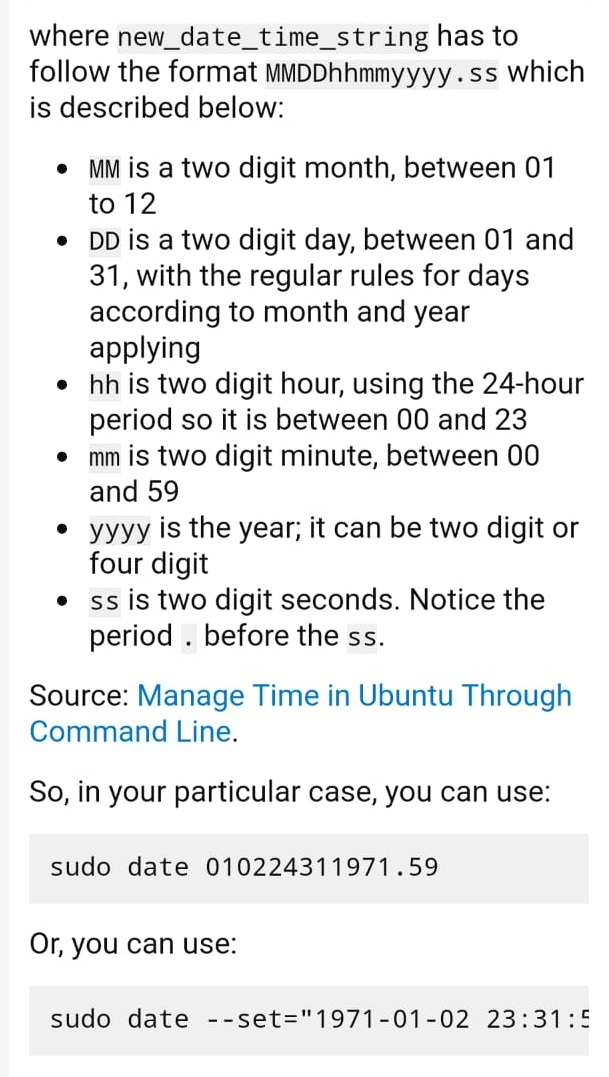 where new_date_time_string has to
follow the format MMDDhhmmyyyy.ss which
is described below:
• MM is a two digit month, between 01
to 12
• DD is a two digit day, between 01 and
31, with the regular rules for days
according to month and year
applying
• hh is two digit hour, using the 24-hour
period so it is between 00 and 23
• mm is two digit minute, between 00
and 59
• yyyy is the year; it can be two digit or
four digit
• ss is two digit seconds. Notice the
period . before the ss.
Source: Manage Time in Ubuntu Through
Command Line.
So, in your particular case, you can use:
sudo date 010224311971.59
Or, you can use:
sudo date --set="1971-01-02 23:31:5